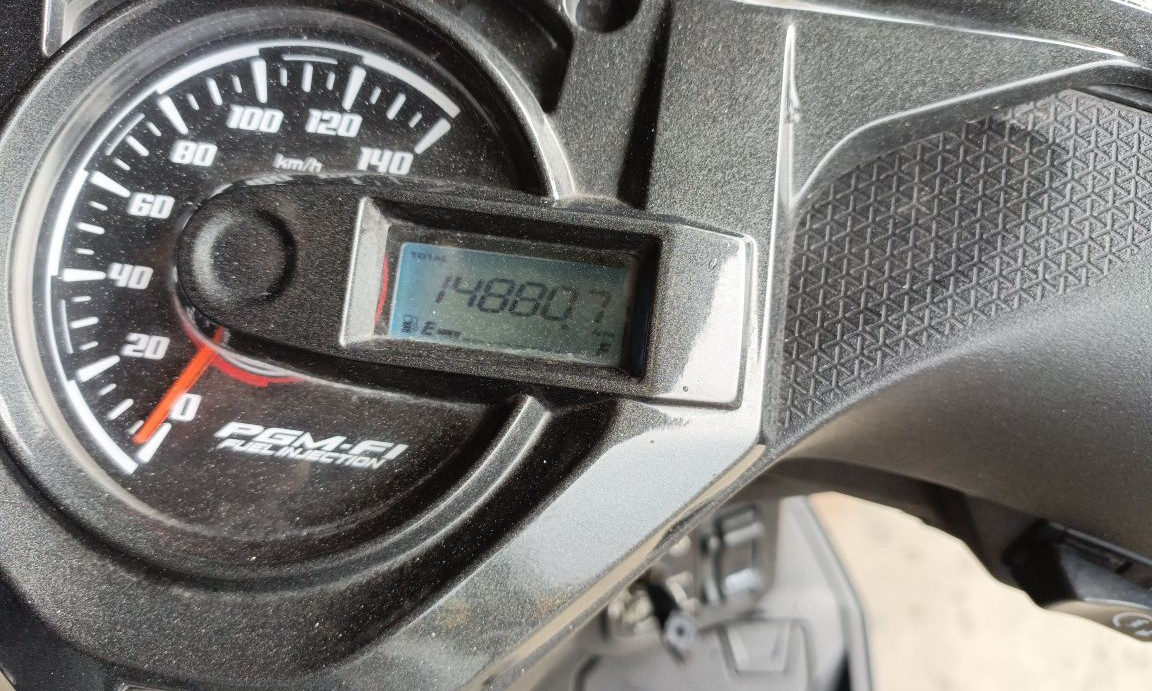 100 120
80 km/h 140
60
40
20
0
TOTAL
14880.7
E
F
PGM-FI
FUEL INJECTION